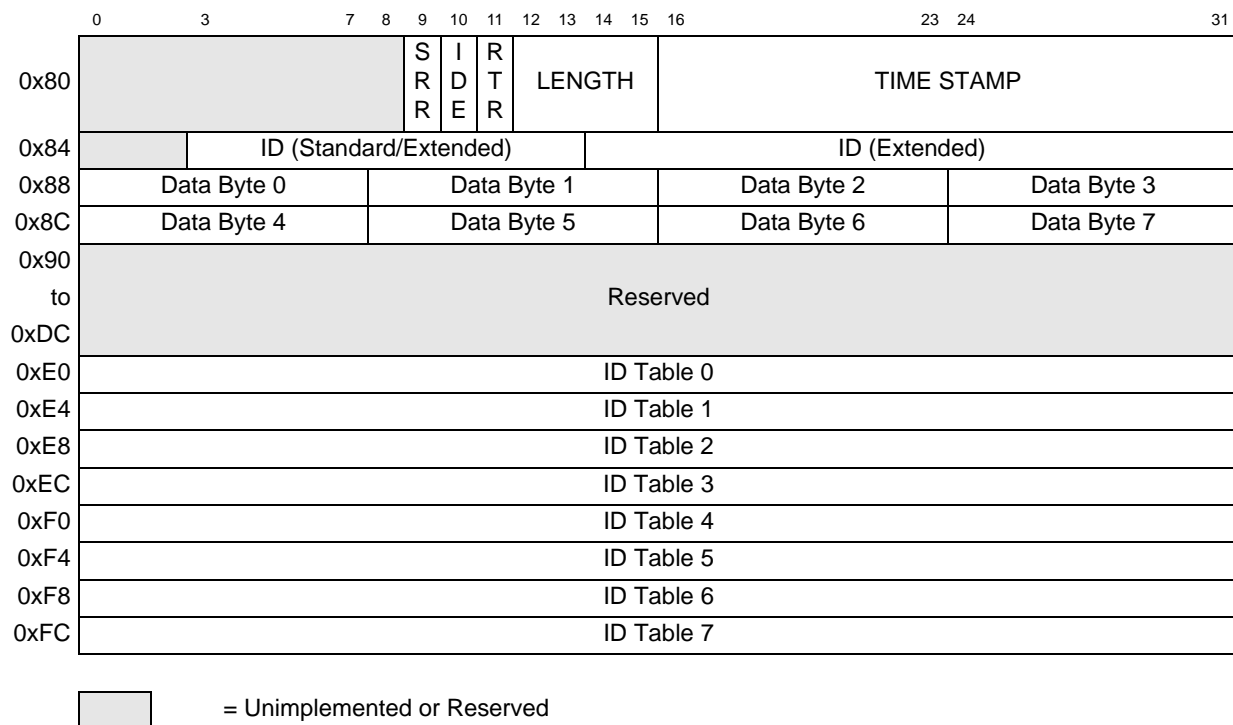 0 3 7 8 9 10 11 12 13 14 15 16 23 24 31
0x80 SRR IDE RTR LENGTH TIME STAMP
0x84 ID (Standard/Extended) ID (Extended)
0x88 Data Byte 0 Data Byte 1 Data Byte 2 Data Byte 3
0x8C Data Byte 4 Data Byte 5 Data Byte 6 Data Byte 7
0x90
to Reserved
0xDC
0xE0 ID Table 0
0xE4 ID Table 1
0xE8 ID Table 2
0xEC ID Table 3
0xF0 ID Table 4
0xF4 ID Table 5
0xF8 ID Table 6
0xFC ID Table 7
= Unimplemented or Reserved